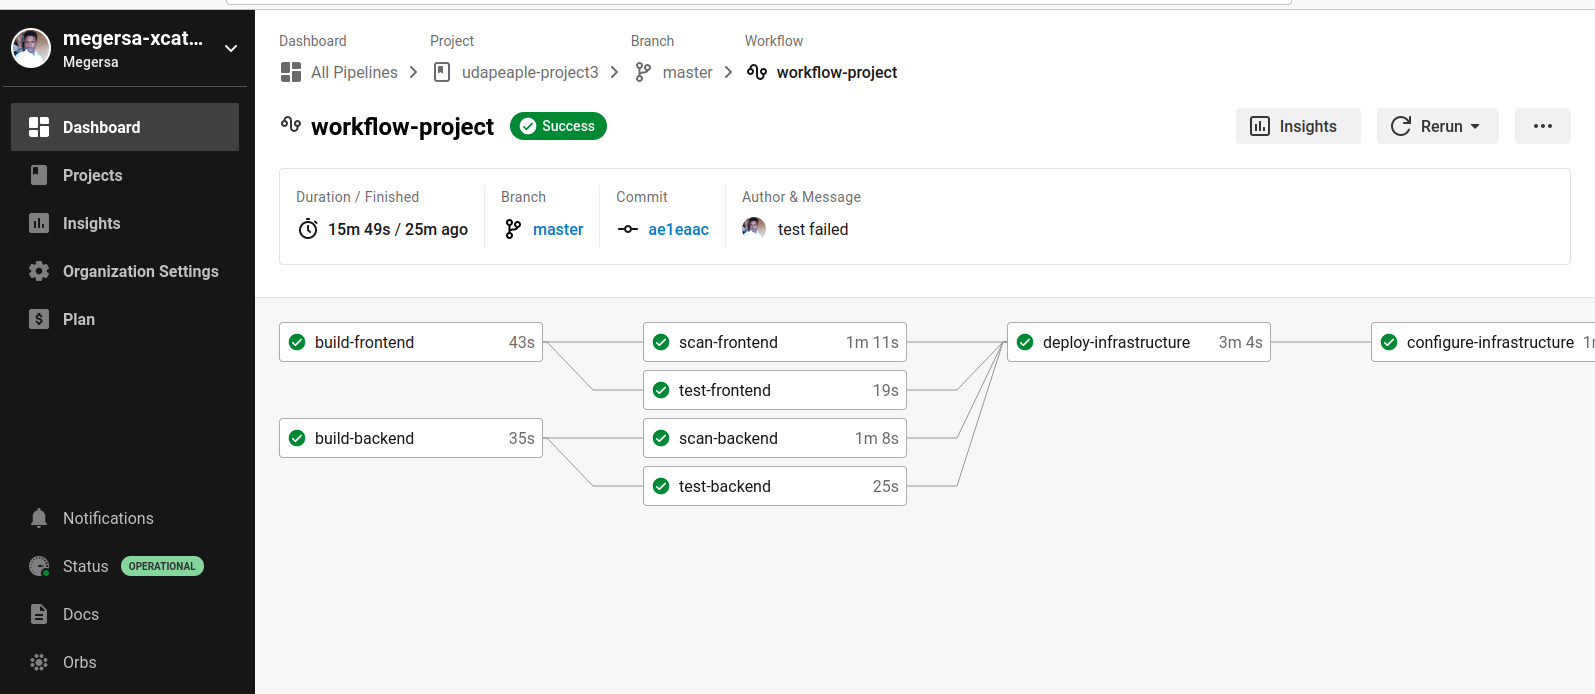 megersa-xcat...
Megersa
Dashboard
Projects
Insights
Organization Settings
Plan
Notifications
Status OPERATIONAL
Docs
Orbs
Dashboard Project Branch Workflow
All Pipelines udapeaple-project3 master workflow-project
workflow-project Success Insights Rerun ...
Duration / Finished Branch Commit Author & Message
15m 49s / 25m ago master ae1eaac test failed
build-frontend 43s scan-frontend 1m 11s deploy-infrastructure 3m 4s configure-infrastructure
test-frontend 19s
build-backend 35s scan-backend 1m 8s
test-backend 25s